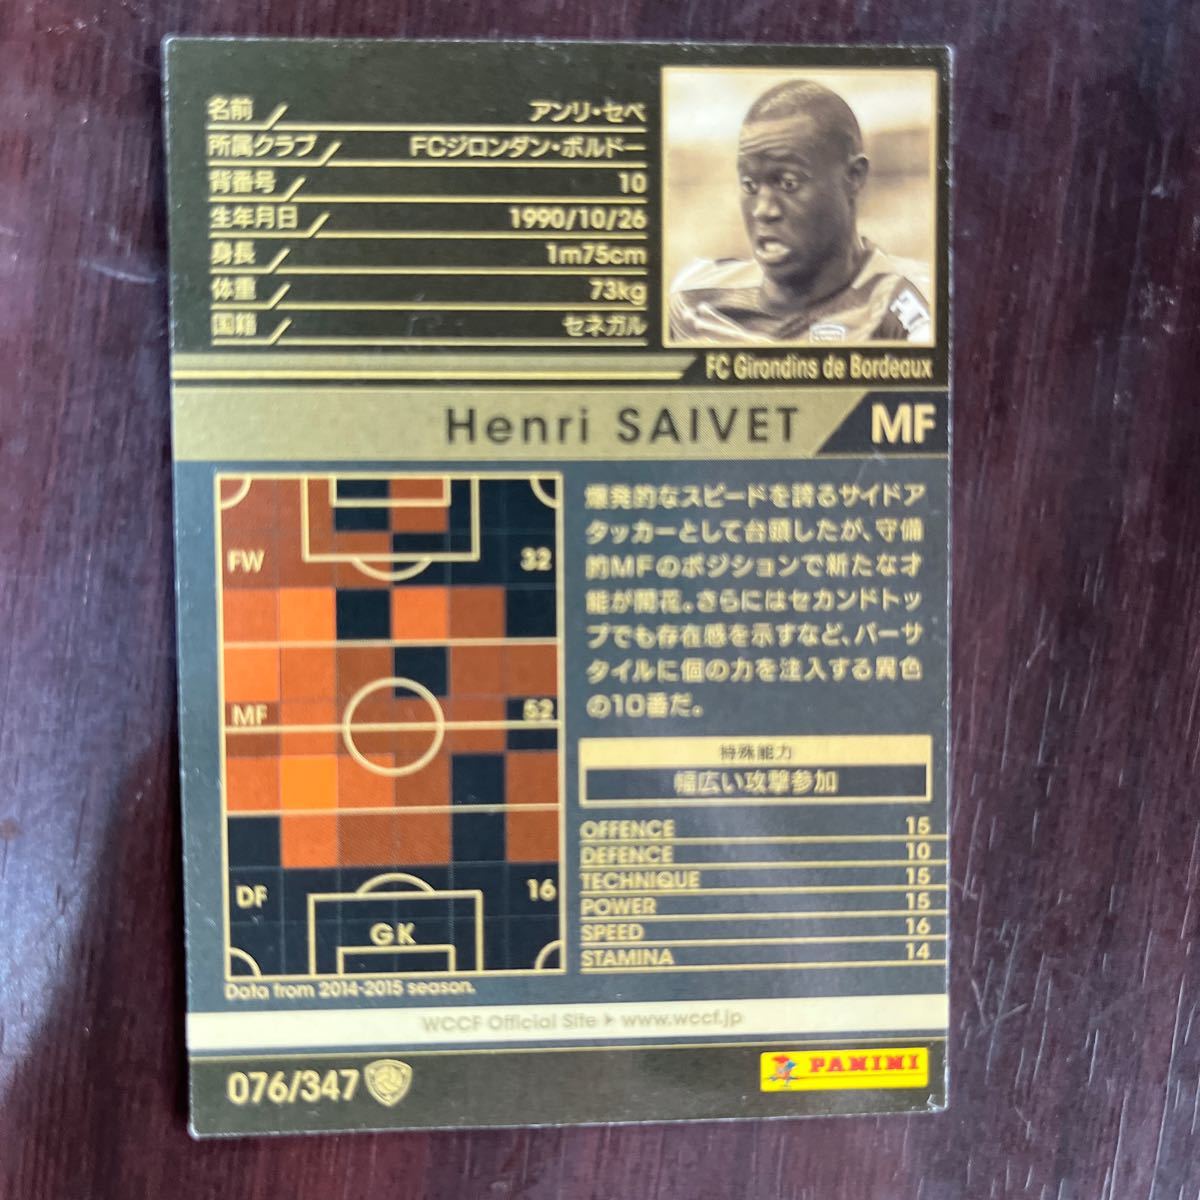 名前 アンリ・セベ
所属クラブ FCジロンダン・ボルドー
背番号 10
生年月日 1990/10/26
身長 1m75cm
体重 73kg
国籍 セネガル
FC Girondins de Bordeaux
Henri SAIVET MF
FW 32
MF 52
DF 16
GK
Data from 2014-2015 season.
爆発的なスピードを誇るサイドア
タッカーとして台頭したが、守備
的MFのポジションで新たなオ
能が開花。さらにはセカンドトッ
プでも存在感を示すなど、バーサ
タイルに個の力を注入する異色
の10番だ。
特殊能力
幅広い攻撃参加
OFFENCE 15
DEFENCE 10
TECHNIQUE 15
POWER 15
SPEED 16
STAMINA 14
WCCF Official Site ▶ www.wccf.jp
076/347
PANINI